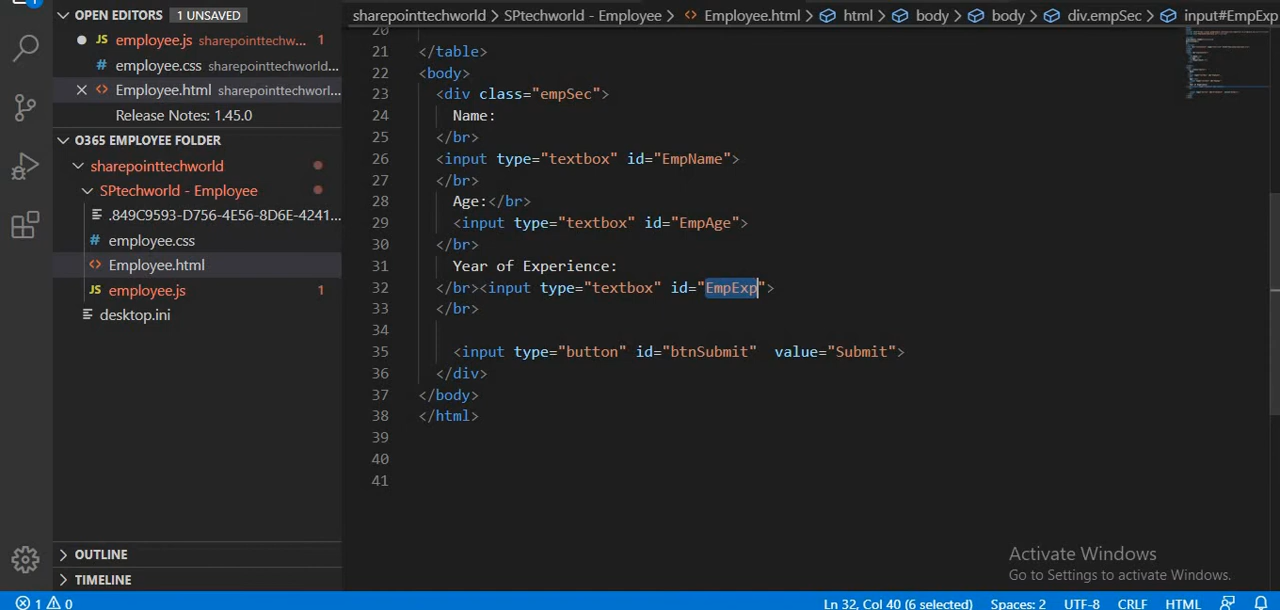 OPEN EDITORS 1 UNSAVED
JS employee.js sharepointtechw... 1
# employee.css sharepointtechworld...
Employee.html sharepointtechworl...
Release Notes: 1.45.0
O365 EMPLOYEE FOLDER
sharepointtechworld
SPtechworld - Employee
.849C9593-D756-4E56-8D6E-4241...
# employee.css
<> Employee.html
JS employee.js 1
desktop.ini
OUTLINE
TIMELINE
sharepointtechworld > SPtechworld - Employee > <> Employee.html > html > body > body > div.empSec > input#EmpExp
20
21 </table>
22 <body>
23 <div class="empSec">
24 Name:
25 </br>
26 <input type="textbox" id="EmpName">
27 </br>
28 Age:</br>
29 <input type="textbox" id="EmpAge">
30 </br>
31 Year of Experience:
32 </br><input type="textbox" id="EmpExp">
33 </br>
34
35 <input type="button" id="btnSubmit" value="Submit">
36 </div>
37 </body>
38 </html>
39
40
41
Activate Windows
Go to Settings to activate Windows.
1 0 Ln 32, Col 40 (6 selected) Spaces: 2 UTF-8 CRLF HTML